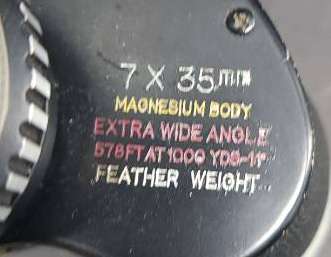 7 X 35mm
MAGNESIUM BODY
EXTRA WIDE ANGLE
578FT AT 1000 YDS-11°
FEATHER WEIGHT